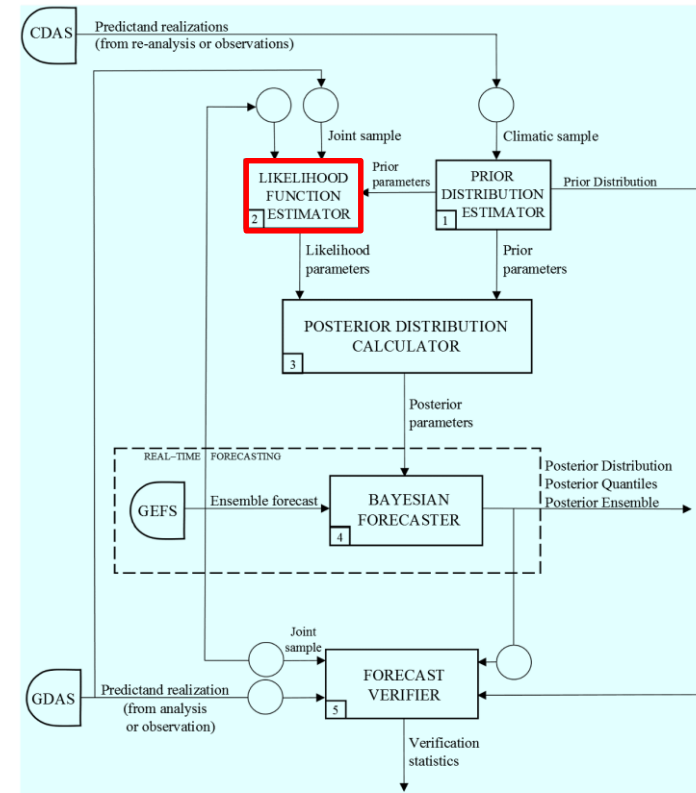 CDAS
Predictand realizations
(from re-analysis or observations)
Joint sample
Climatic sample
LIKELIHOOD
FUNCTION
ESTIMATOR
2
Prior
parameters
PRIOR
DISTRIBUTION
ESTIMATOR
1
Prior Distribution
Likelihood
parameters
Prior
parameters
POSTERIOR DISTRIBUTION
CALCULATOR
3
Posterior
parameters
REAL–TIME FORECASTING
GEFS
Ensemble forecast
BAYESIAN
FORECASTER
4
Posterior Distribution
Posterior Quantiles
Posterior Ensemble
Joint
sample
GDAS
Predictand realization
(from analysis
or observation)
FORECAST
VERIFIER
5
Verification
statistics